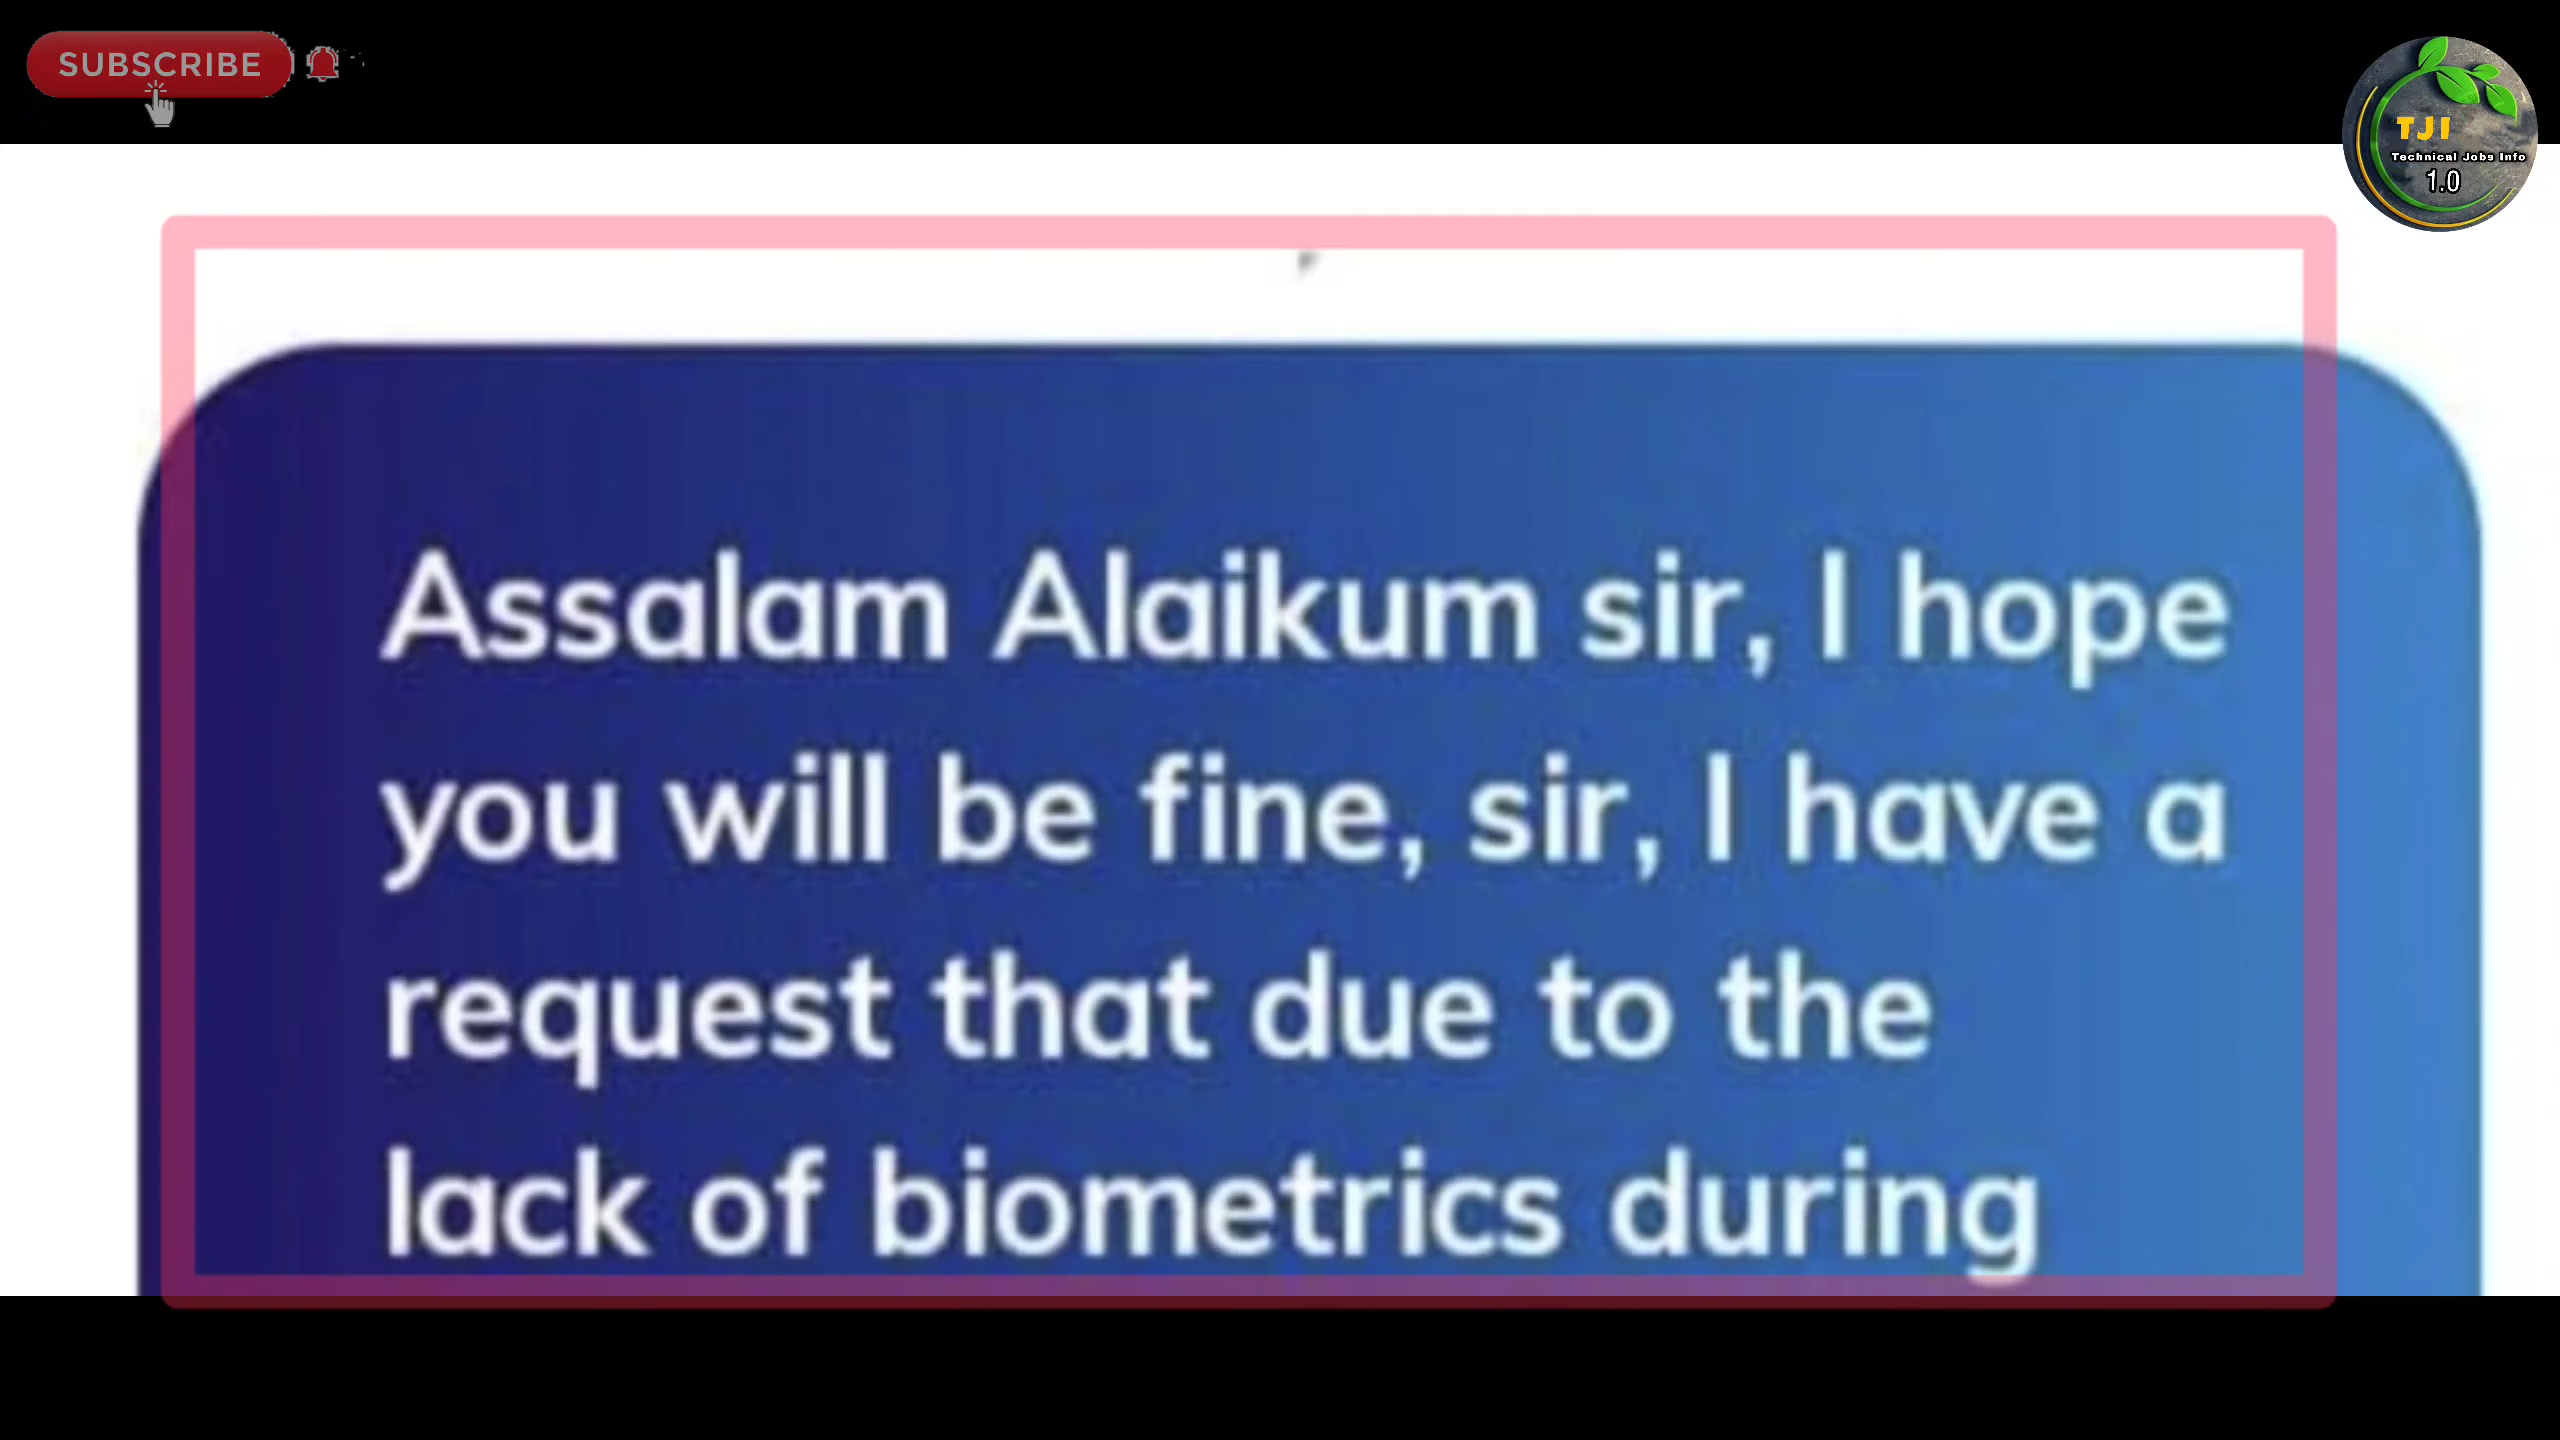 SUBSCRIBE
TJI
Technical Jobs Info
1.0
Assalam Alaikum sir, I hope
you will be fine, sir, I have a
request that due to the
lack of biometrics during